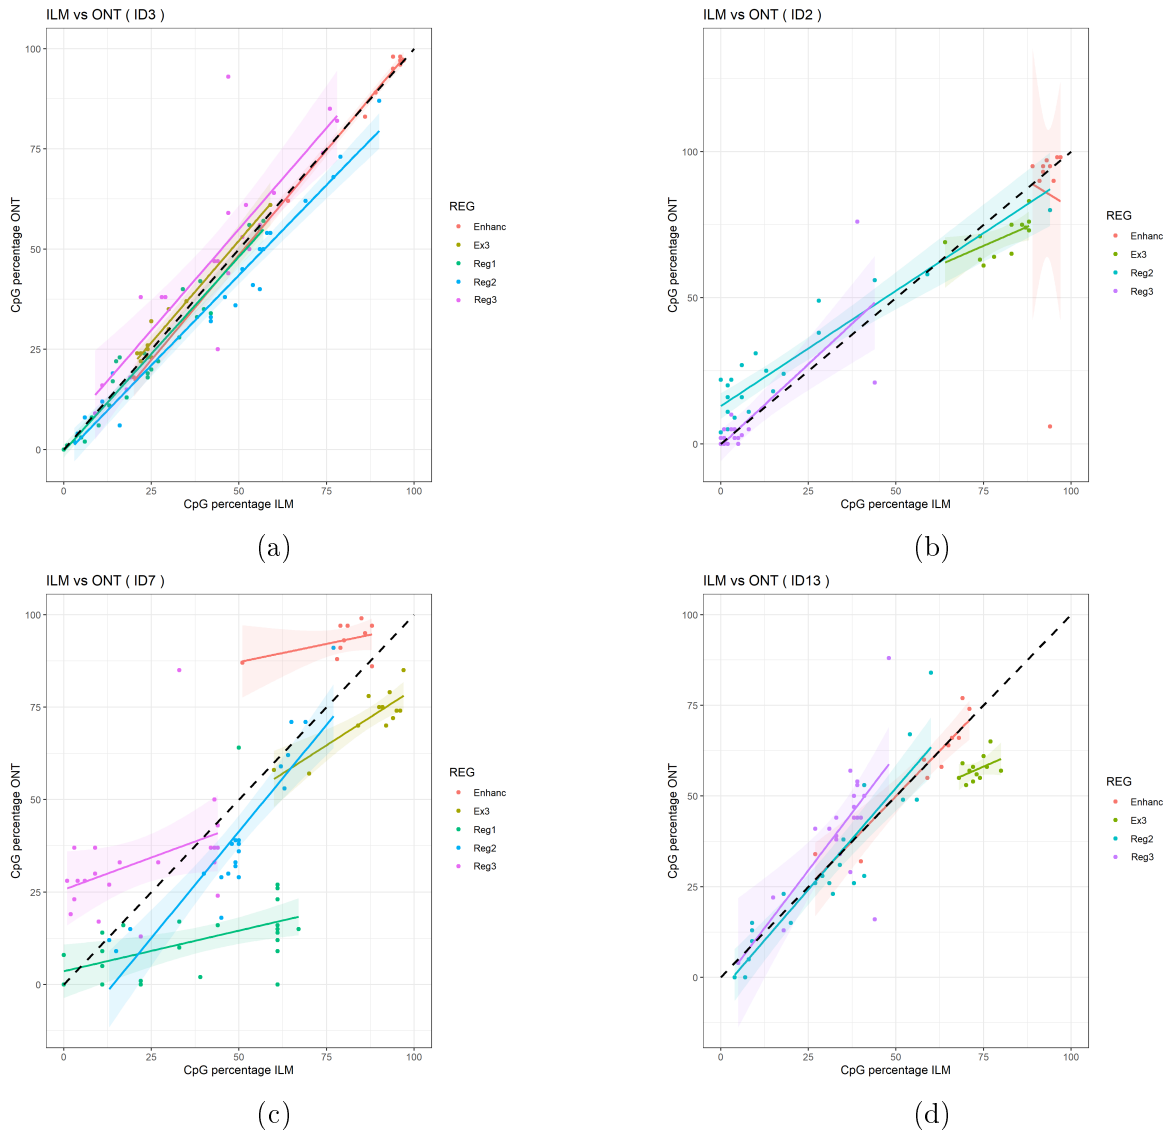 ILM vs ONT ( ID3 )
CpG percentage ONT
100
75
50
25
0
0 25 50 75 100
CpG percentage ILM
REG
Enhanc
Ex3
Reg1
Reg2
Reg3
(a)
ILM vs ONT ( ID2 )
CpG percentage ONT
100
50
0
0 25 50 75 100
CpG percentage ILM
REG
Enhanc
Ex3
Reg2
Reg3
(b)
ILM vs ONT ( ID7 )
CpG percentage ONT
100
75
50
25
0
0 25 50 75 100
CpG percentage ILM
REG
Enhanc
Ex3
Reg1
Reg2
Reg3
(c)
ILM vs ONT ( ID13 )
CpG percentage ONT
100
75
50
25
0
0 25 50 75 100
CpG percentage ILM
REG
Enhanc
Ex3
Reg2
Reg3
(d)